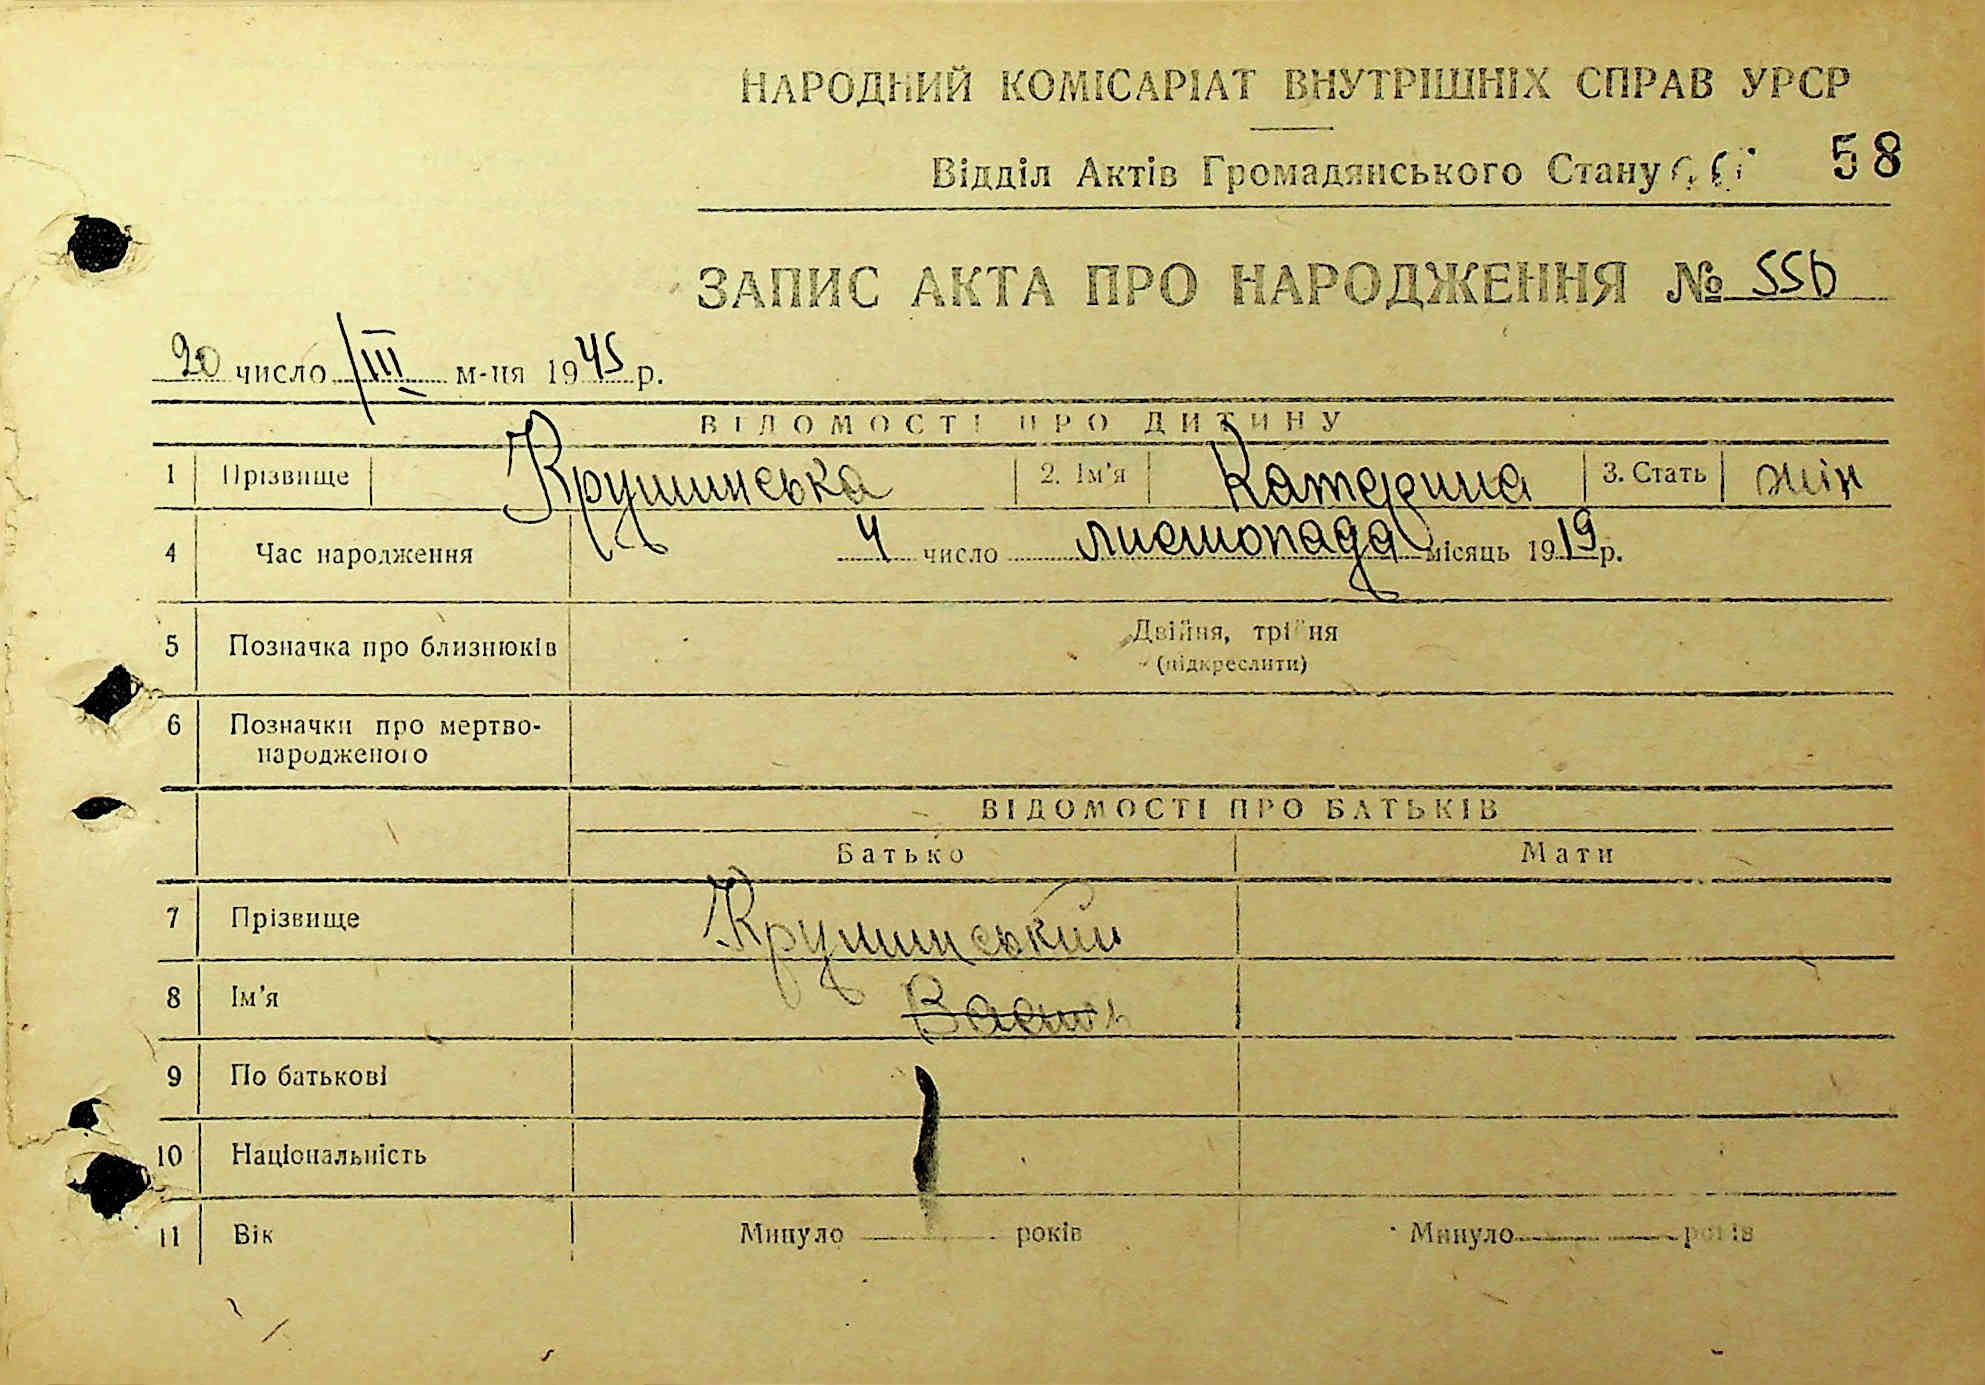 НАРОДНИЙ КОМІСАРІАТ ВНУТРІШНІХ СПРАВ УРСР
Відділ Актів Громадянського Стану 58
ЗАПИС АКТА ПРО НАРОДЖЕННЯ № 556
20 число III м-ця 1945 р.
ВІДОМОСТІ ПРО ДИТИНУ
1 Прізвище Крушинська 2. Ім'я Катерина 3. Стать жін
4 Час народження 4 число листопада місяць 1919 р.
5 Позначка про близнюків Двійня, трійня
(підкреслити)
6 Позначки про мертво-
народженого
ВІДОМОСТІ ПРО БАТЬКІВ
Батько Мати
7 Прізвище Крушинський
8 Ім'я
9 По батькові
10 Національність
11 Вік Минуло років Минуло років